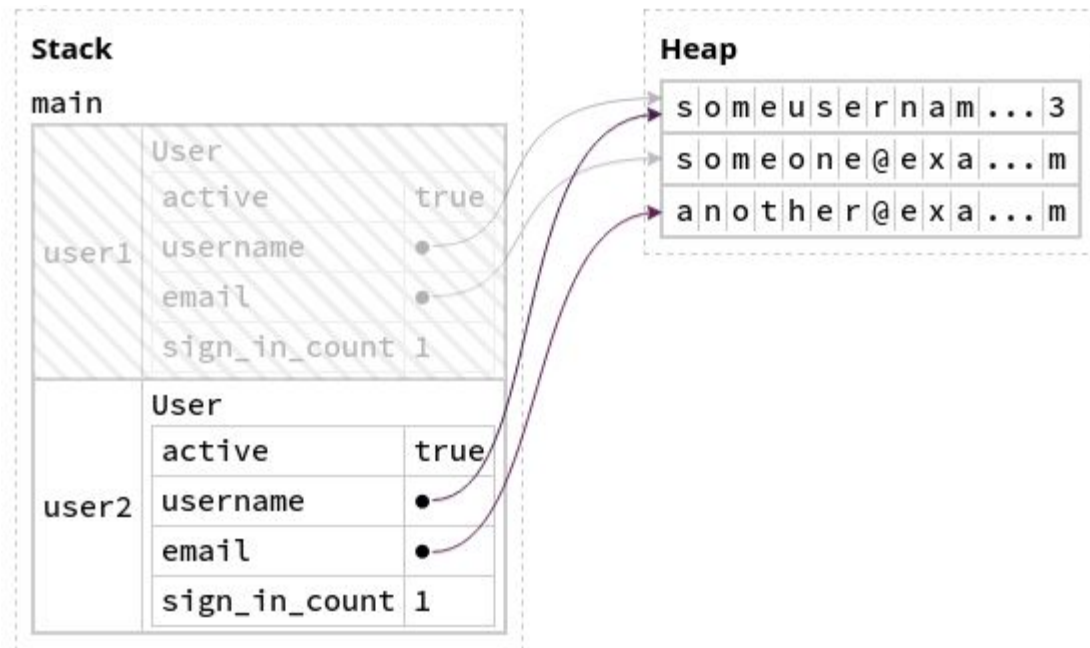 Stack
main
user1
User
active true
username
email
sign_in_count 1
user2
User
active true
username
email
sign_in_count 1
Heap
someusernam...3
someone@exa...m
another@exa...m